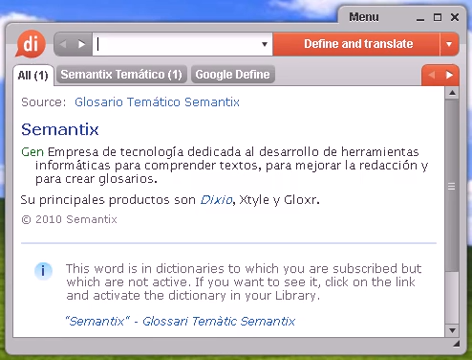 Menu
di
Define and translate
All (1) Semantix Temático (1) Google Define
Source: Glosario Temático Semantix
Semantix
Gen Empresa de tecnología dedicada al desarrollo de herramientas
informáticas para comprender textos, para mejorar la redacción y
para crear glosarios.
Su principales productos son Dixio, Xtyle y Gloxr.
© 2010 Semantix
i
This word is in dictionaries to which you are subscribed but
which are not active. If you want to see it, click on the link
and activate the dictionary in your Library.
"Semantix" - Glossari Temàtic Semantix